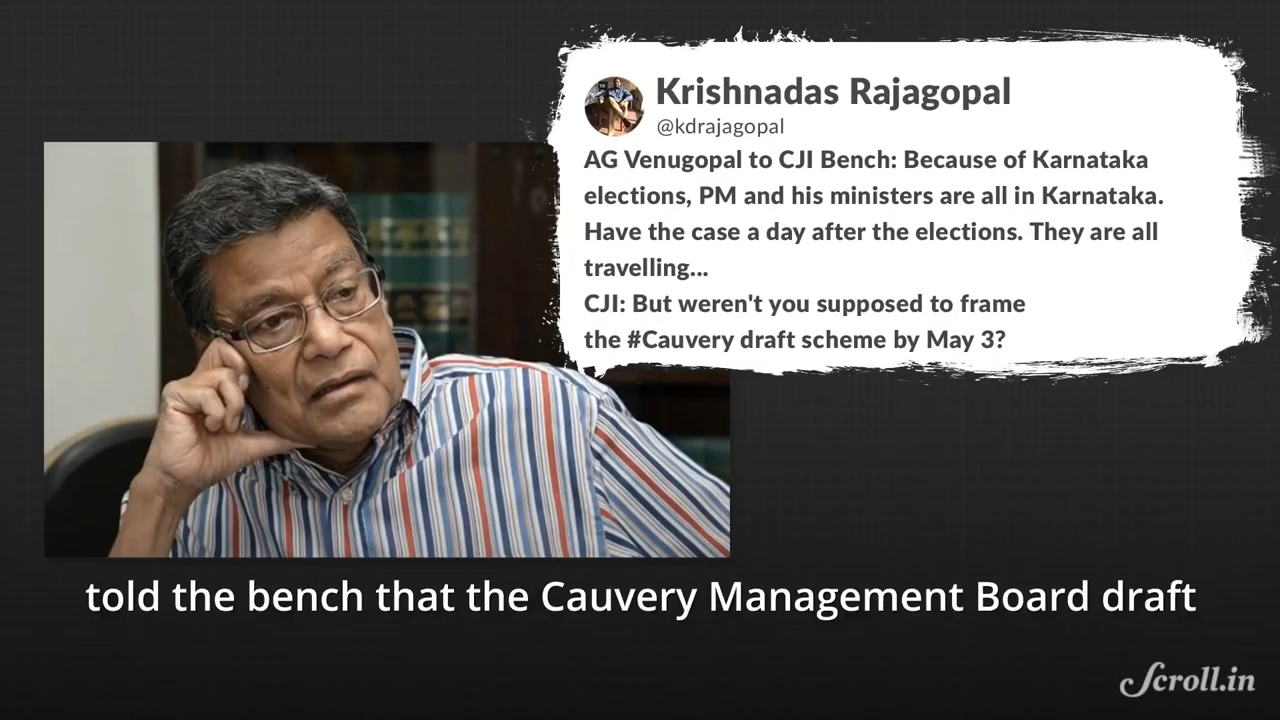 Krishnadas Rajagopal
@kdrajagopal
AG Venugopal to CJI Bench: Because of Karnataka
elections, PM and his ministers are all in Karnataka.
Have the case a day after the elections. They are all
travelling...
CJI: But weren't you supposed to frame
the #Cauvery draft scheme by May 3?
told the bench that the Cauvery Management Board draft
Scroll.in